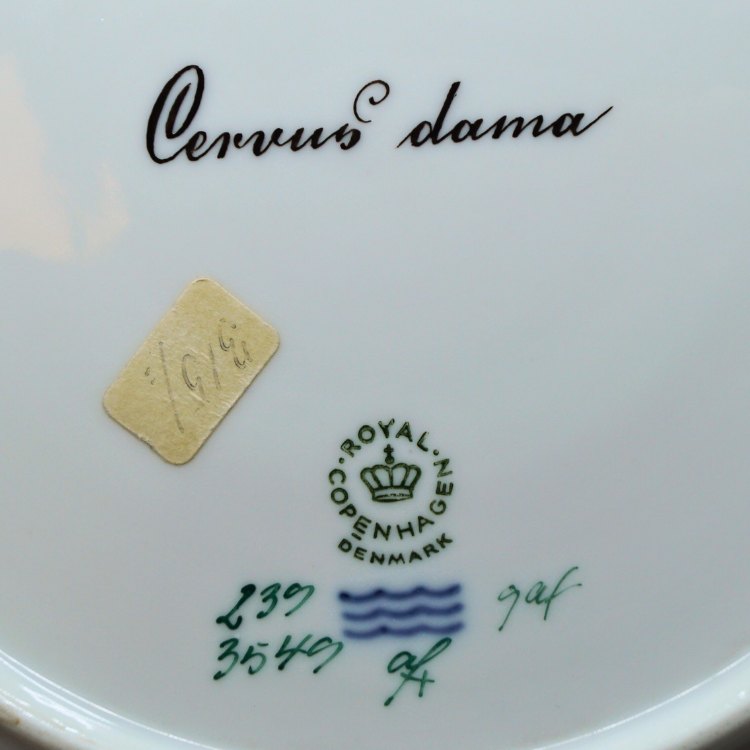 Cervus dama
ROYAL
COPENHAGEN
DENMARK
239
3549